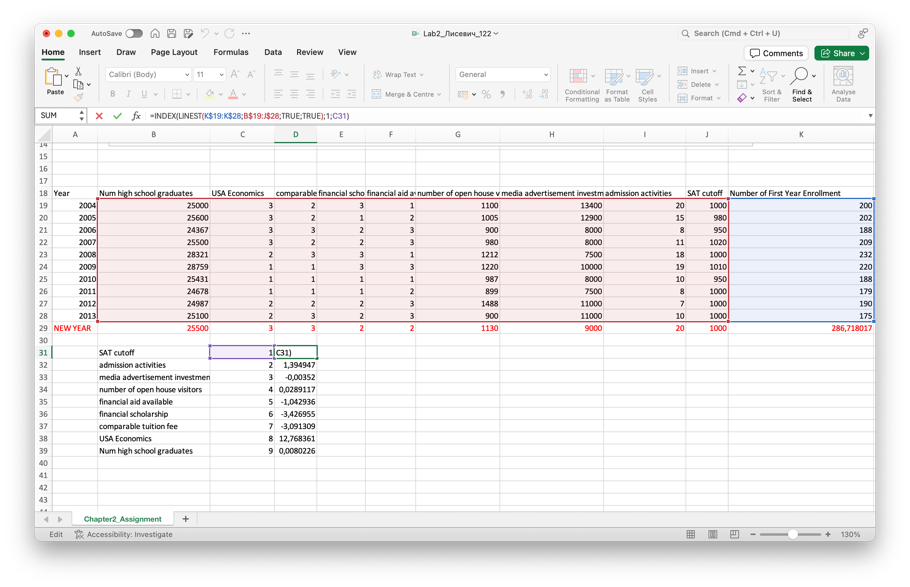 AutoSave
Lab2_Лисевич_122
Search (Cmd + Ctrl + U)
Home Insert Draw Page Layout Formulas Data Review View
Comments Share
Paste
Calibri (Body) 11
B I U
Wrap Text
Merge & Centre
General
Conditional Formatting
Format as Table
Cell Styles
Insert
Delete
Format
Sort & Filter
Find & Select
Analyse Data
SUM fx =INDEX(LINEST(K$19:K$28;B$19:J$28;TRUE;TRUE);1;C31)
A B C D E F G H I J K
14
15
16
17
18 Year Num high school graduates USA Economics comparable financial scho financial aid a number of open house v media advertisement investm admission activities SAT cutoff Number of First Year Enrollment
19 2004 25000 3 2 3 1 1100 13400 20 1000 200
20 2005 25600 3 2 1 2 1005 12900 15 980 202
21 2006 24367 3 3 2 3 900 8000 8 950 188
22 2007 25500 3 2 2 3 980 8000 11 1020 209
23 2008 28321 2 3 3 1 1212 7500 18 1000 232
24 2009 28759 1 1 3 3 1220 10000 19 1010 220
25 2010 25431 1 1 1 1 987 8000 10 950 188
26 2011 24678 1 1 1 2 899 7500 8 1000 179
27 2012 24987 2 2 2 3 1488 11000 7 1000 190
28 2013 25100 2 3 2 3 900 11000 10 1000 175
29 NEW YEAR 25500 3 3 2 2 1130 9000 20 1000 286,718017
30
31 SAT cutoff 1 C31)
32 admission activities 2 1,394947
33 media advertisement investmen 3 -0,00352
34 number of open house visitors 4 0,0289117
35 financial aid available 5 -1,042936
36 financial scholarship 6 -3,426955
37 comparable tuition fee 7 -3,091309
38 USA Economics 8 12,768361
39 Num high school graduates 9 0,0080226
40
41
42
43
Chapter2_Assignment +
Edit Accessibility: Investigate 130%